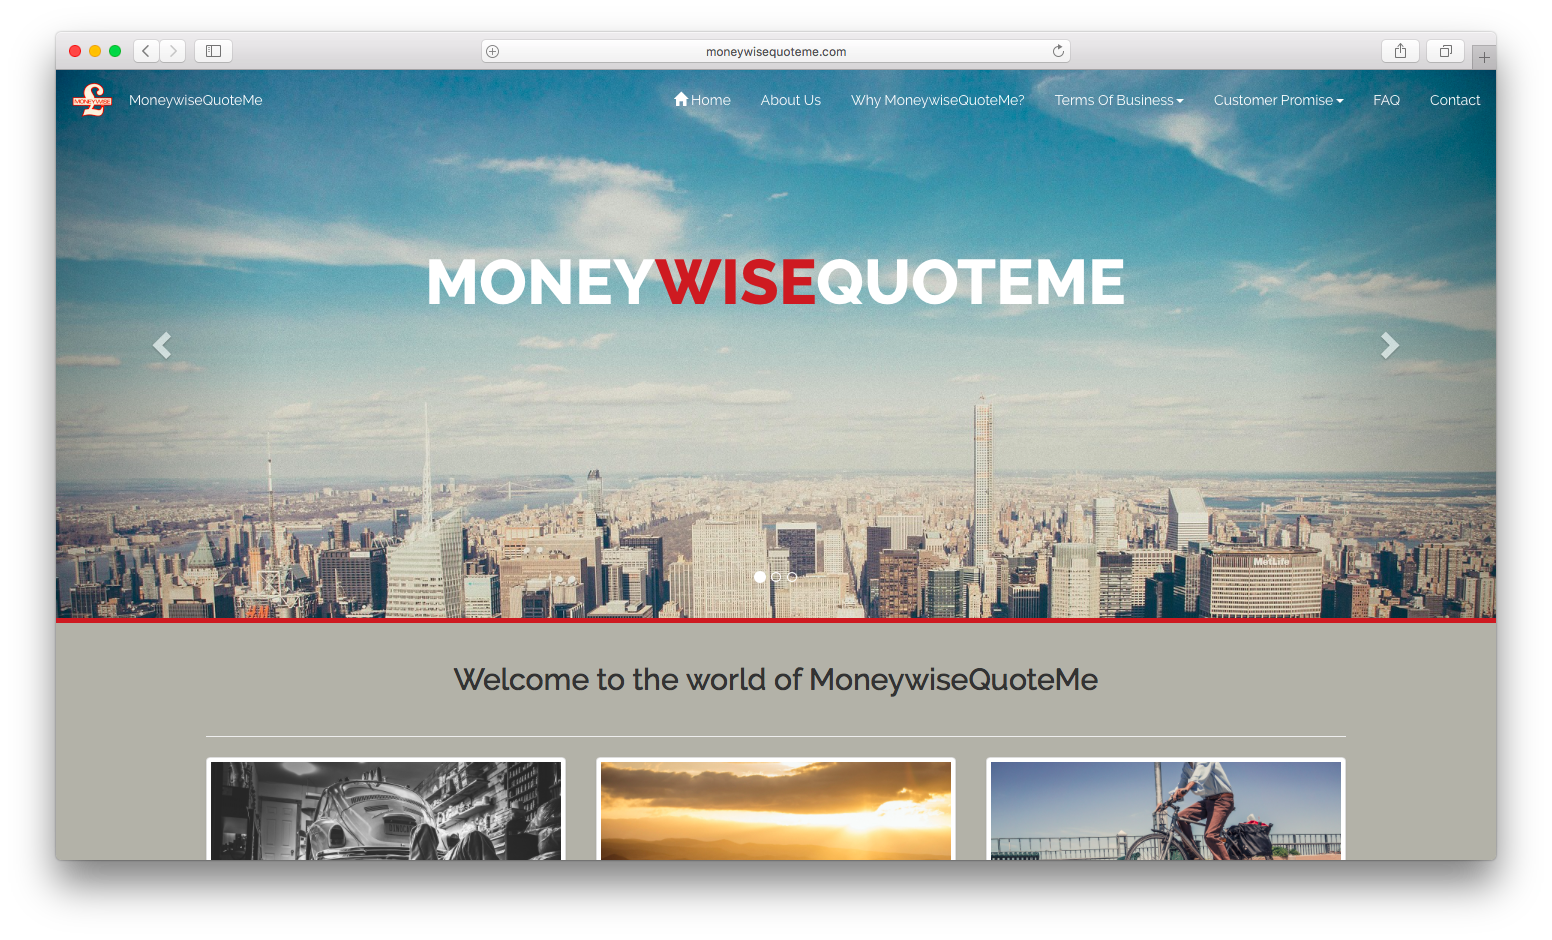 moneywisequoteme.com
MONEYWISE
MoneywiseQuoteMe
Home
About Us
Why MoneywiseQuoteMe?
Terms Of Business
Customer Promise
FAQ
Contact
MONEYWISEQUOTEME
MetLife
Welcome to the world of MoneywiseQuoteMe